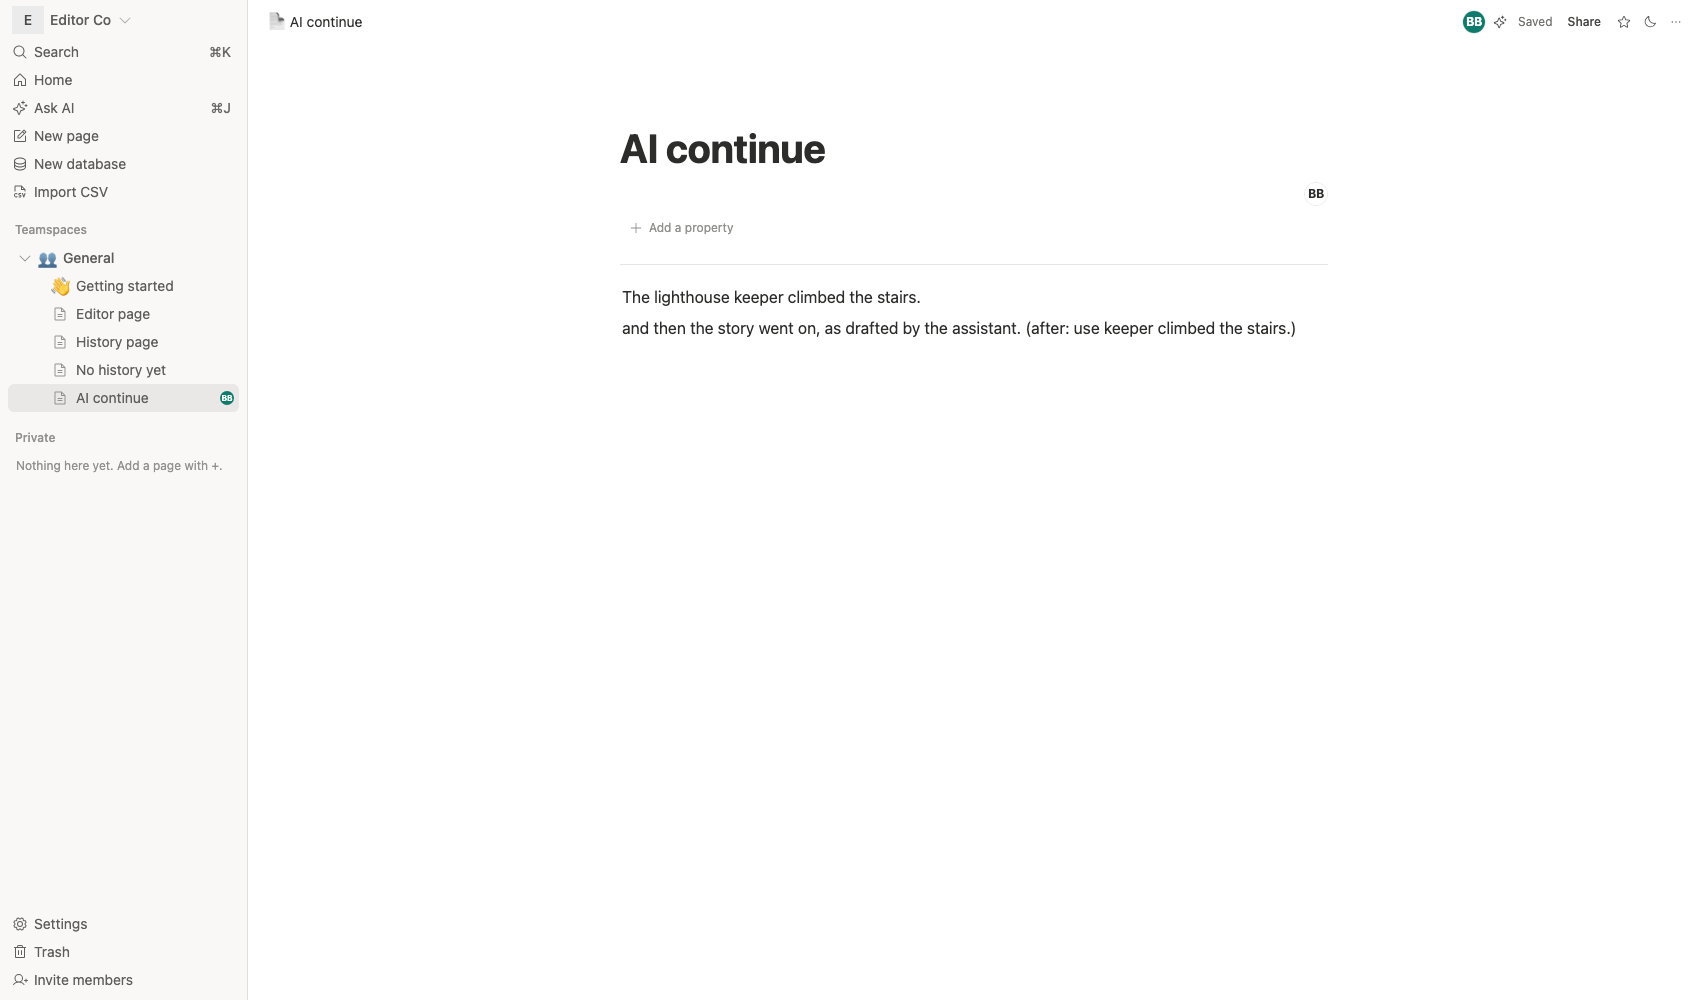 E Editor Co
Search ⌘K
Home
Ask AI ⌘J
New page
New database
Import CSV
Teamspaces
General
Getting started
Editor page
History page
No history yet
AI continue BB
Private
Nothing here yet. Add a page with +.
Settings
Trash
Invite members
AI continue
BB Saved Share
AI continue
BB
Add a property
The lighthouse keeper climbed the stairs.
and then the story went on, as drafted by the assistant. (after: use keeper climbed the stairs.)